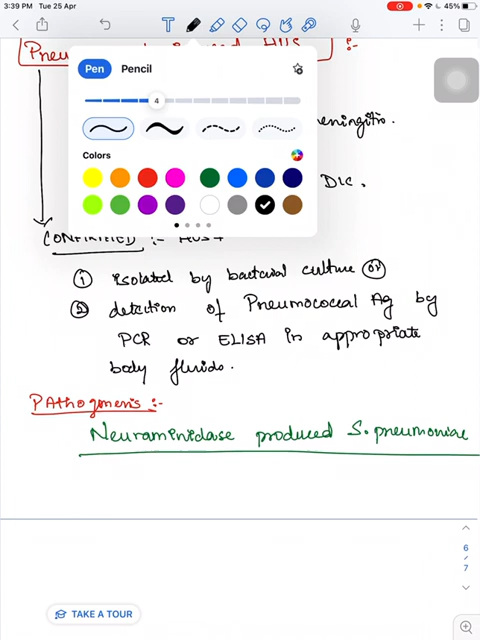 3:39 PM Tue 25 Apr
45%
HUS :-
Pen
Pencil
4
meningitis.
Colors
DIC.
CONFIRMED :- HUS +
① isolated by bacterial culture (or)
② detection of Pneumococcal Ag by
PCR or ELISA in appropriate
body fluids.
PAthogenesis :-
Neuraminidase produced S. pneumoniae
6
/
7
TAKE A TOUR